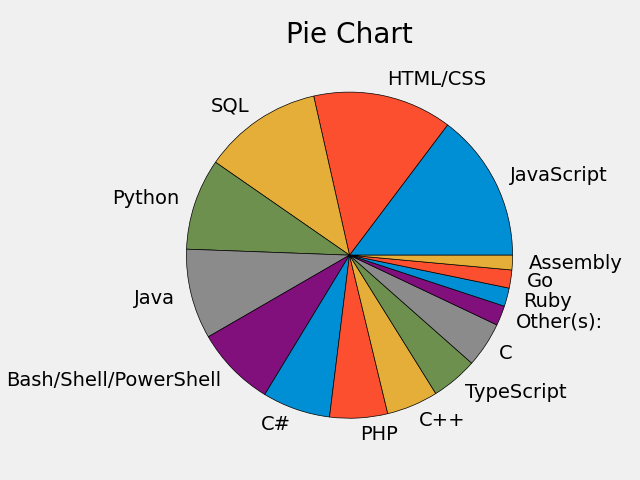 Pie Chart
HTML/CSS
SQL
JavaScript
Python
Assembly
Go
Java
Ruby
Other(s):
C
Bash/Shell/PowerShell
TypeScript
C++
C#
PHP